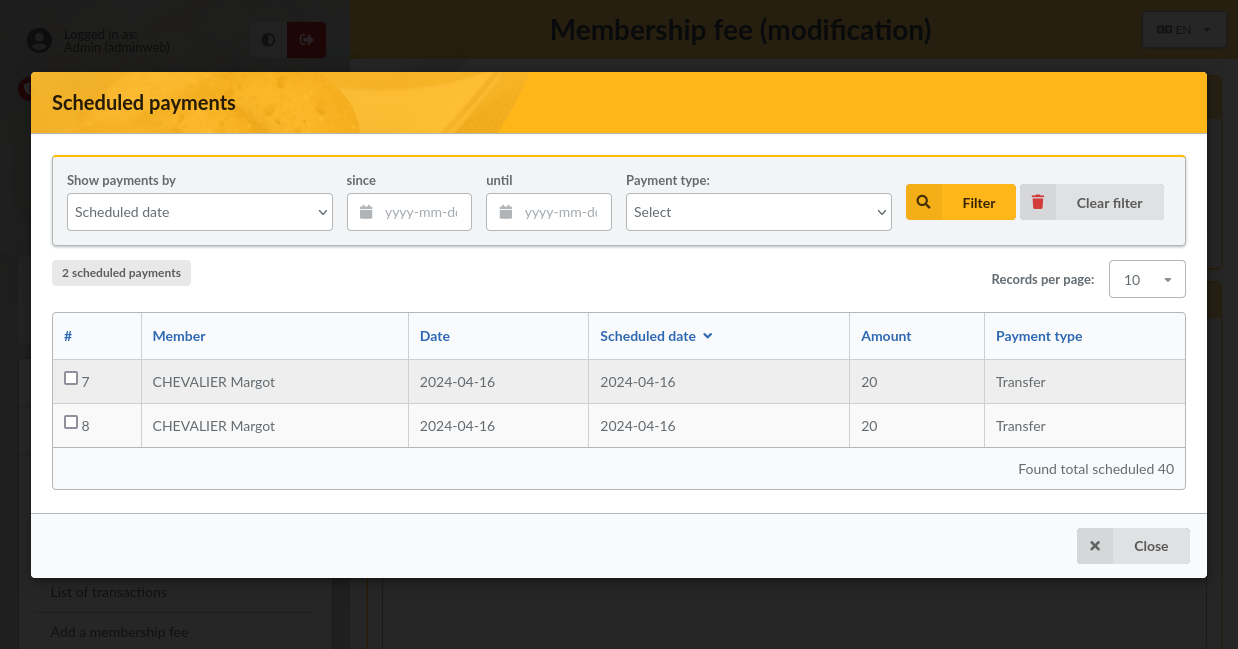 Logged in as:
Admin (adminweb)
Membership fee (modification)
EN
Scheduled payments
Show payments by
since
until
Payment type:
Scheduled date
yyyy-mm-d
yyyy-mm-d
Select
Filter
Clear filter
2 scheduled payments
Records per page:
10
# Member Date Scheduled date Amount Payment type
7 CHEVALIER Margot 2024-04-16 2024-04-16 20 Transfer
8 CHEVALIER Margot 2024-04-16 2024-04-16 20 Transfer
Found total scheduled 40
Close
List of transactions
Add a membership fee